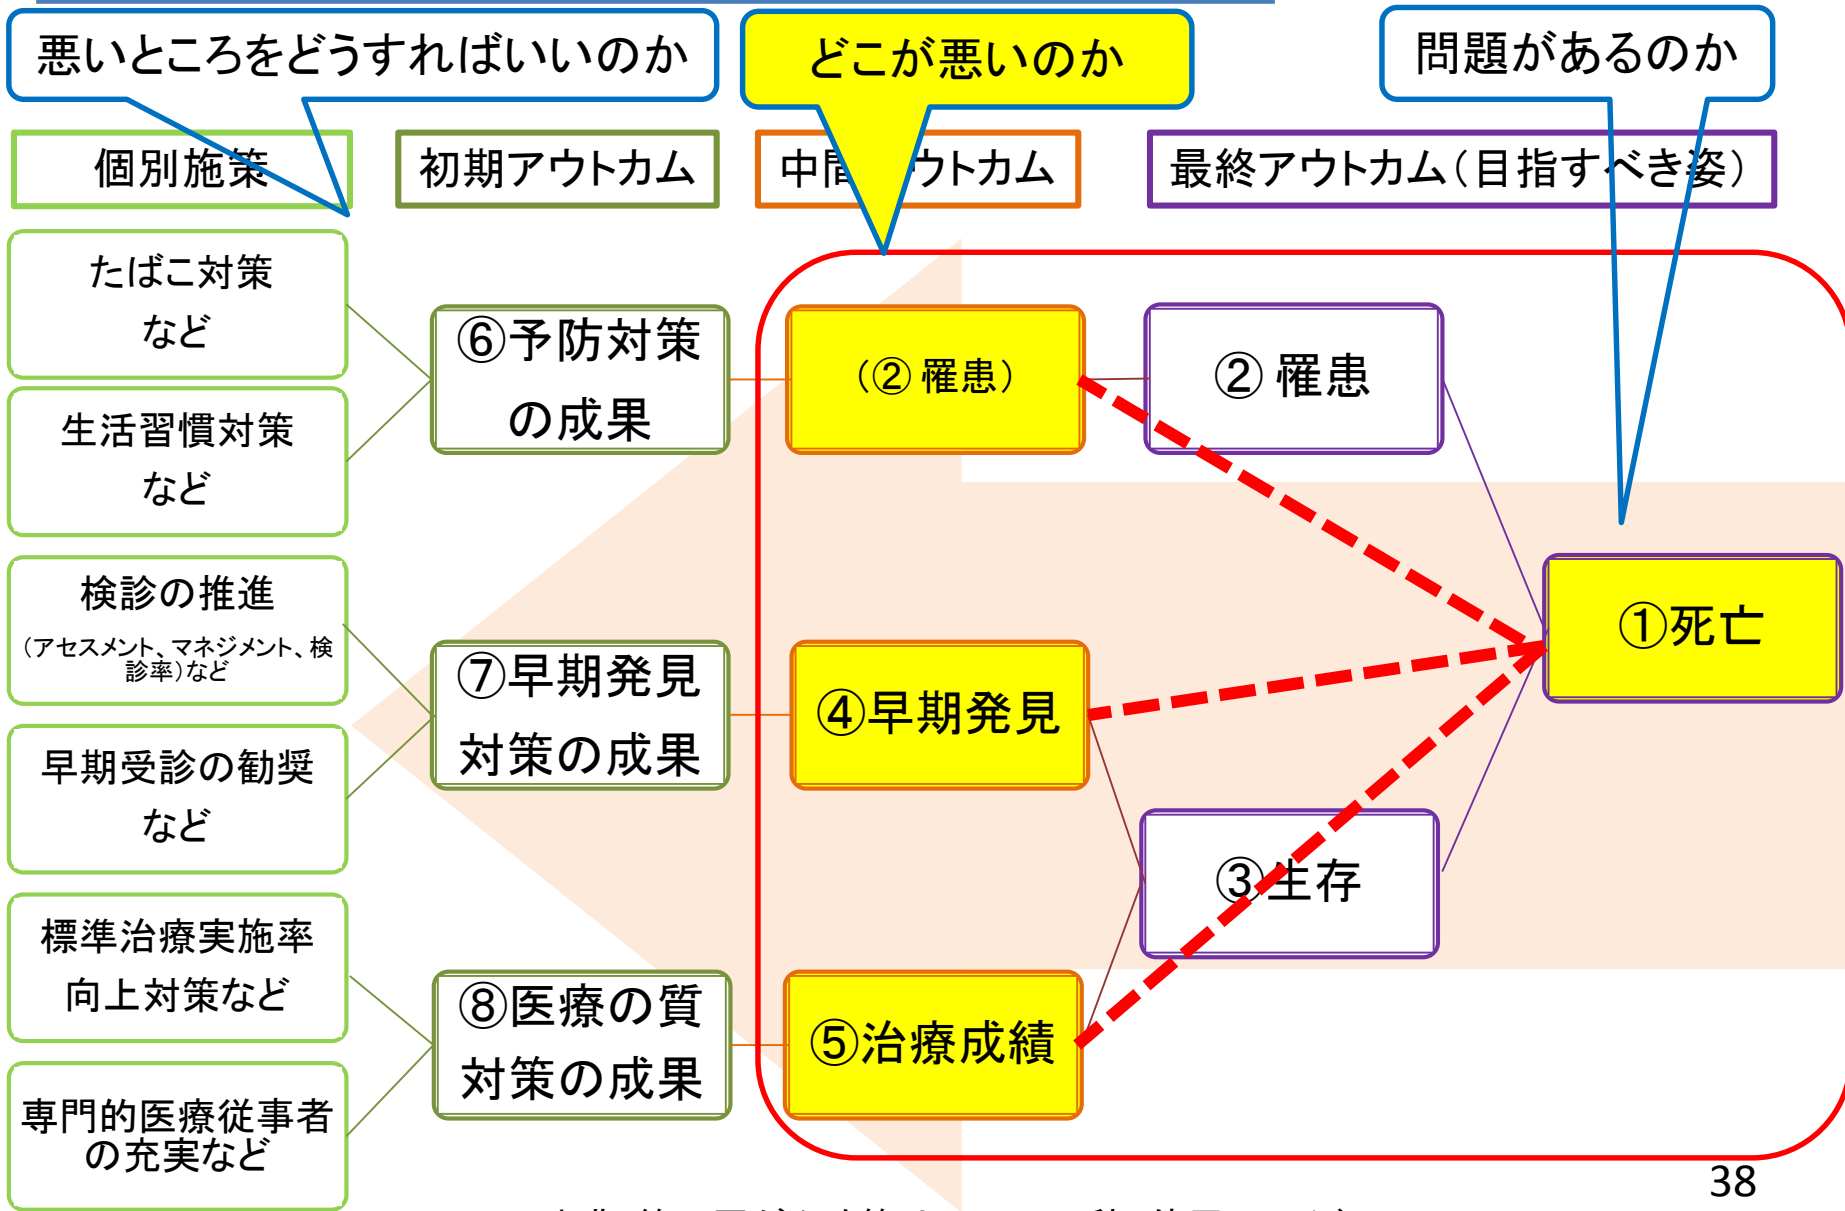 悪いところをどうすればいいのか
どこが悪いのか
問題があるのか
個別施策
初期アウトカム
中間アウトカム
最終アウトカム（目指すべき姿）
たばこ対策
など
生活習慣対策
など
検診の推進
（アセスメント、マネジメント、検
診率）など
早期受診の勧奨
など
標準治療実施率
向上対策など
専門的医療従事者
の充実など
⑥予防対策
の成果
⑦早期発見
対策の成果
⑧医療の質
対策の成果
（② 罹患）
④早期発見
⑤治療成績
② 罹患
③生存
①死亡
38